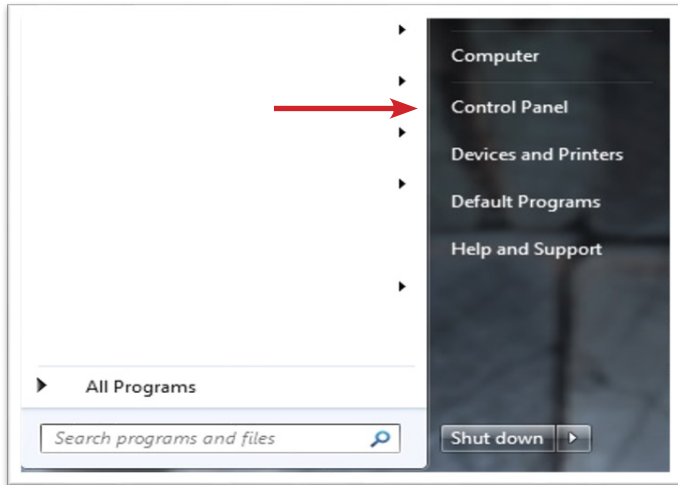 Computer
Control Panel
Devices and Printers
Default Programs
Help and Support
All Programs
Search programs and files
Shut down